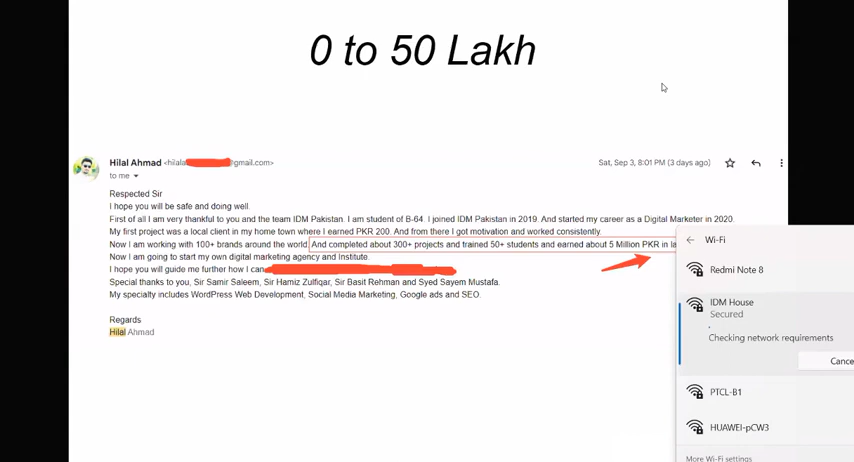 0 to 50 Lakh
Hilal Ahmad <hilala @gmail.com>
Sat, Sep 3, 8:01 PM (3 days ago)
to me
Respected Sir
I hope you will be safe and doing well.
First of all I am very thankful to you and the team IDM Pakistan. I am student of B-64. I joined IDM Pakistan in 2019. And started my career as a Digital Marketer in 2020.
My first project was a local client in my home town where I earned PKR 200. And from there I got motivation and worked consistently.
Now I am working with 100+ brands around the world. And completed about 300+ projects and trained 50+ students and earned about 5 Million PKR in la
Now I am going to start my own digital marketing agency and Institute.
I hope you will guide me further how I can
Special thanks to you, Sir Samir Saleem, Sir Hamiz Zulfiqar, Sir Basit Rehman and Syed Sayem Mustafa.
My specialty includes WordPress Web Development, Social Media Marketing, Google ads and SEO.
Regards
Hilal Ahmad
Wi-Fi
Redmi Note 8
IDM House
Secured
Checking network requirements
Cance
PTCL-B1
HUAWEI-pCW3
More Wi-Fi settings